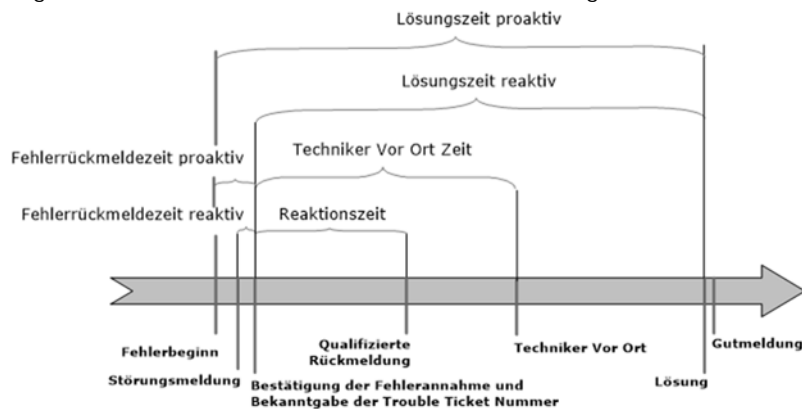 Lösungszeit proaktiv
Lösungszeit reaktiv
Fehlerrückmeldezeit proaktiv
Techniker Vor Ort Zeit
Fehlerrückmeldezeit reaktiv
Reaktionszeit
Fehlerbeginn
Qualifizierte
Rückmeldung
Techniker Vor Ort
Gutmeldung
Störungsmeldung
Bestätigung der Fehlerannahme und
Bekanntgabe der Trouble Ticket Nummer
Lösung